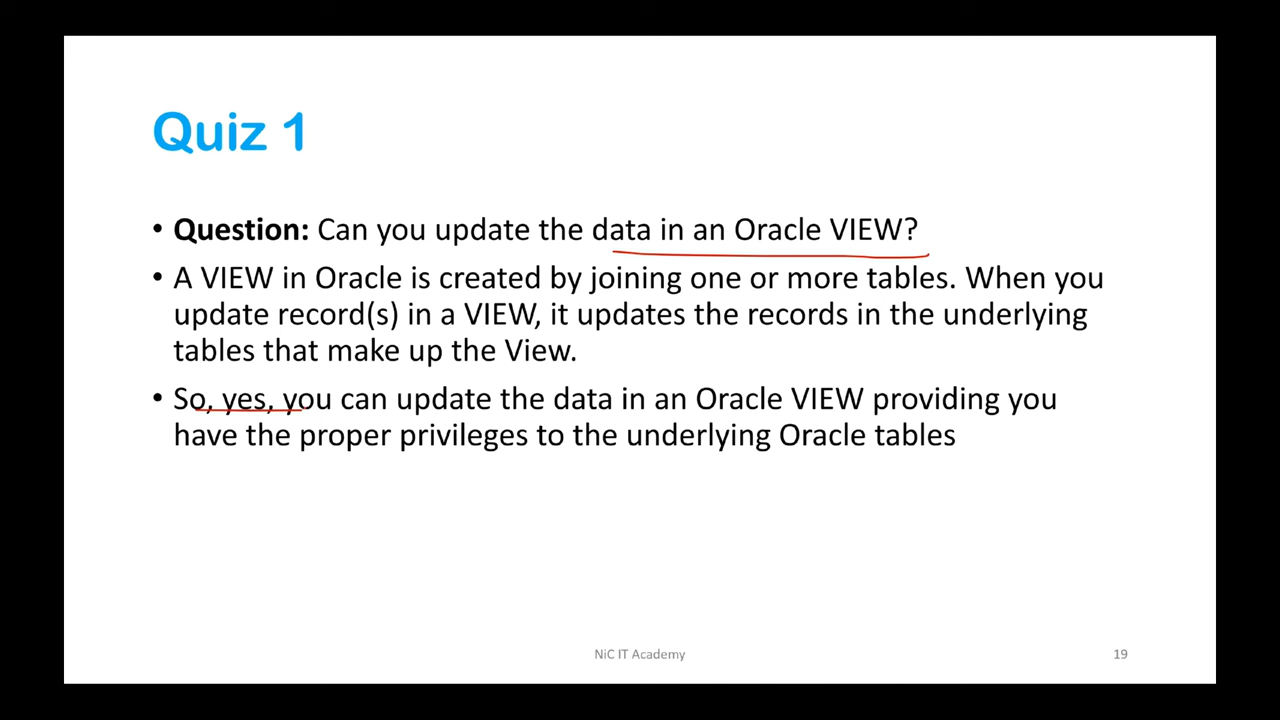 Quiz 1
• Question: Can you update the data in an Oracle VIEW?
• A VIEW in Oracle is created by joining one or more tables. When you
update record(s) in a VIEW, it updates the records in the underlying
tables that make up the View.
• So, yes, you can update the data in an Oracle VIEW providing you
have the proper privileges to the underlying Oracle tables
NiC IT Academy
19